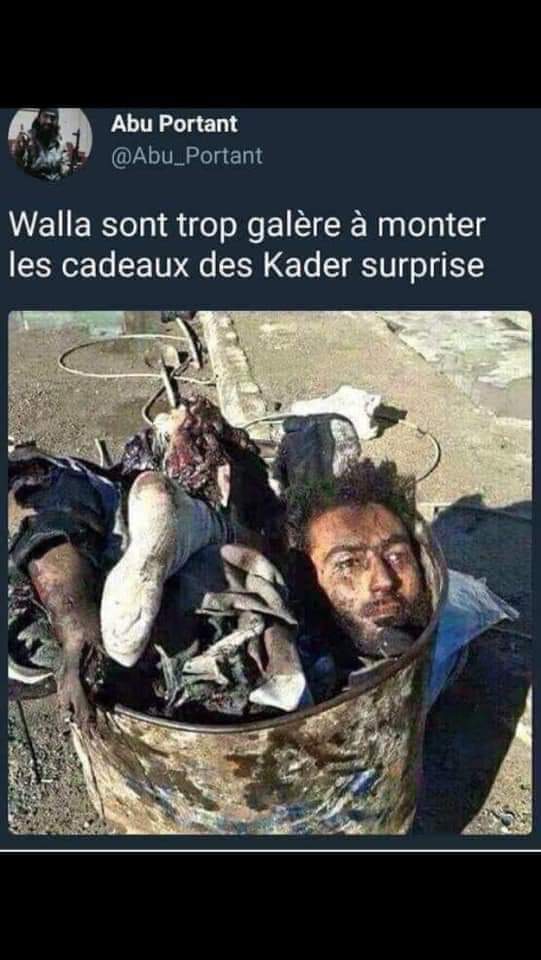 Abu Portant
@Abu_Portant
Walla sont trop galère à monter
les cadeaux des Kader surprise